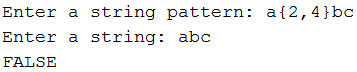 Enter a string pattern: a{2,4}bc
Enter a string: abc
FALSE